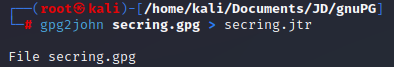 ┌──(root㉿kali)-[/home/kali/Documents/JD/gnuPG]
└─# gpg2john secring.gpg > secring.jtr
File secring.gpg